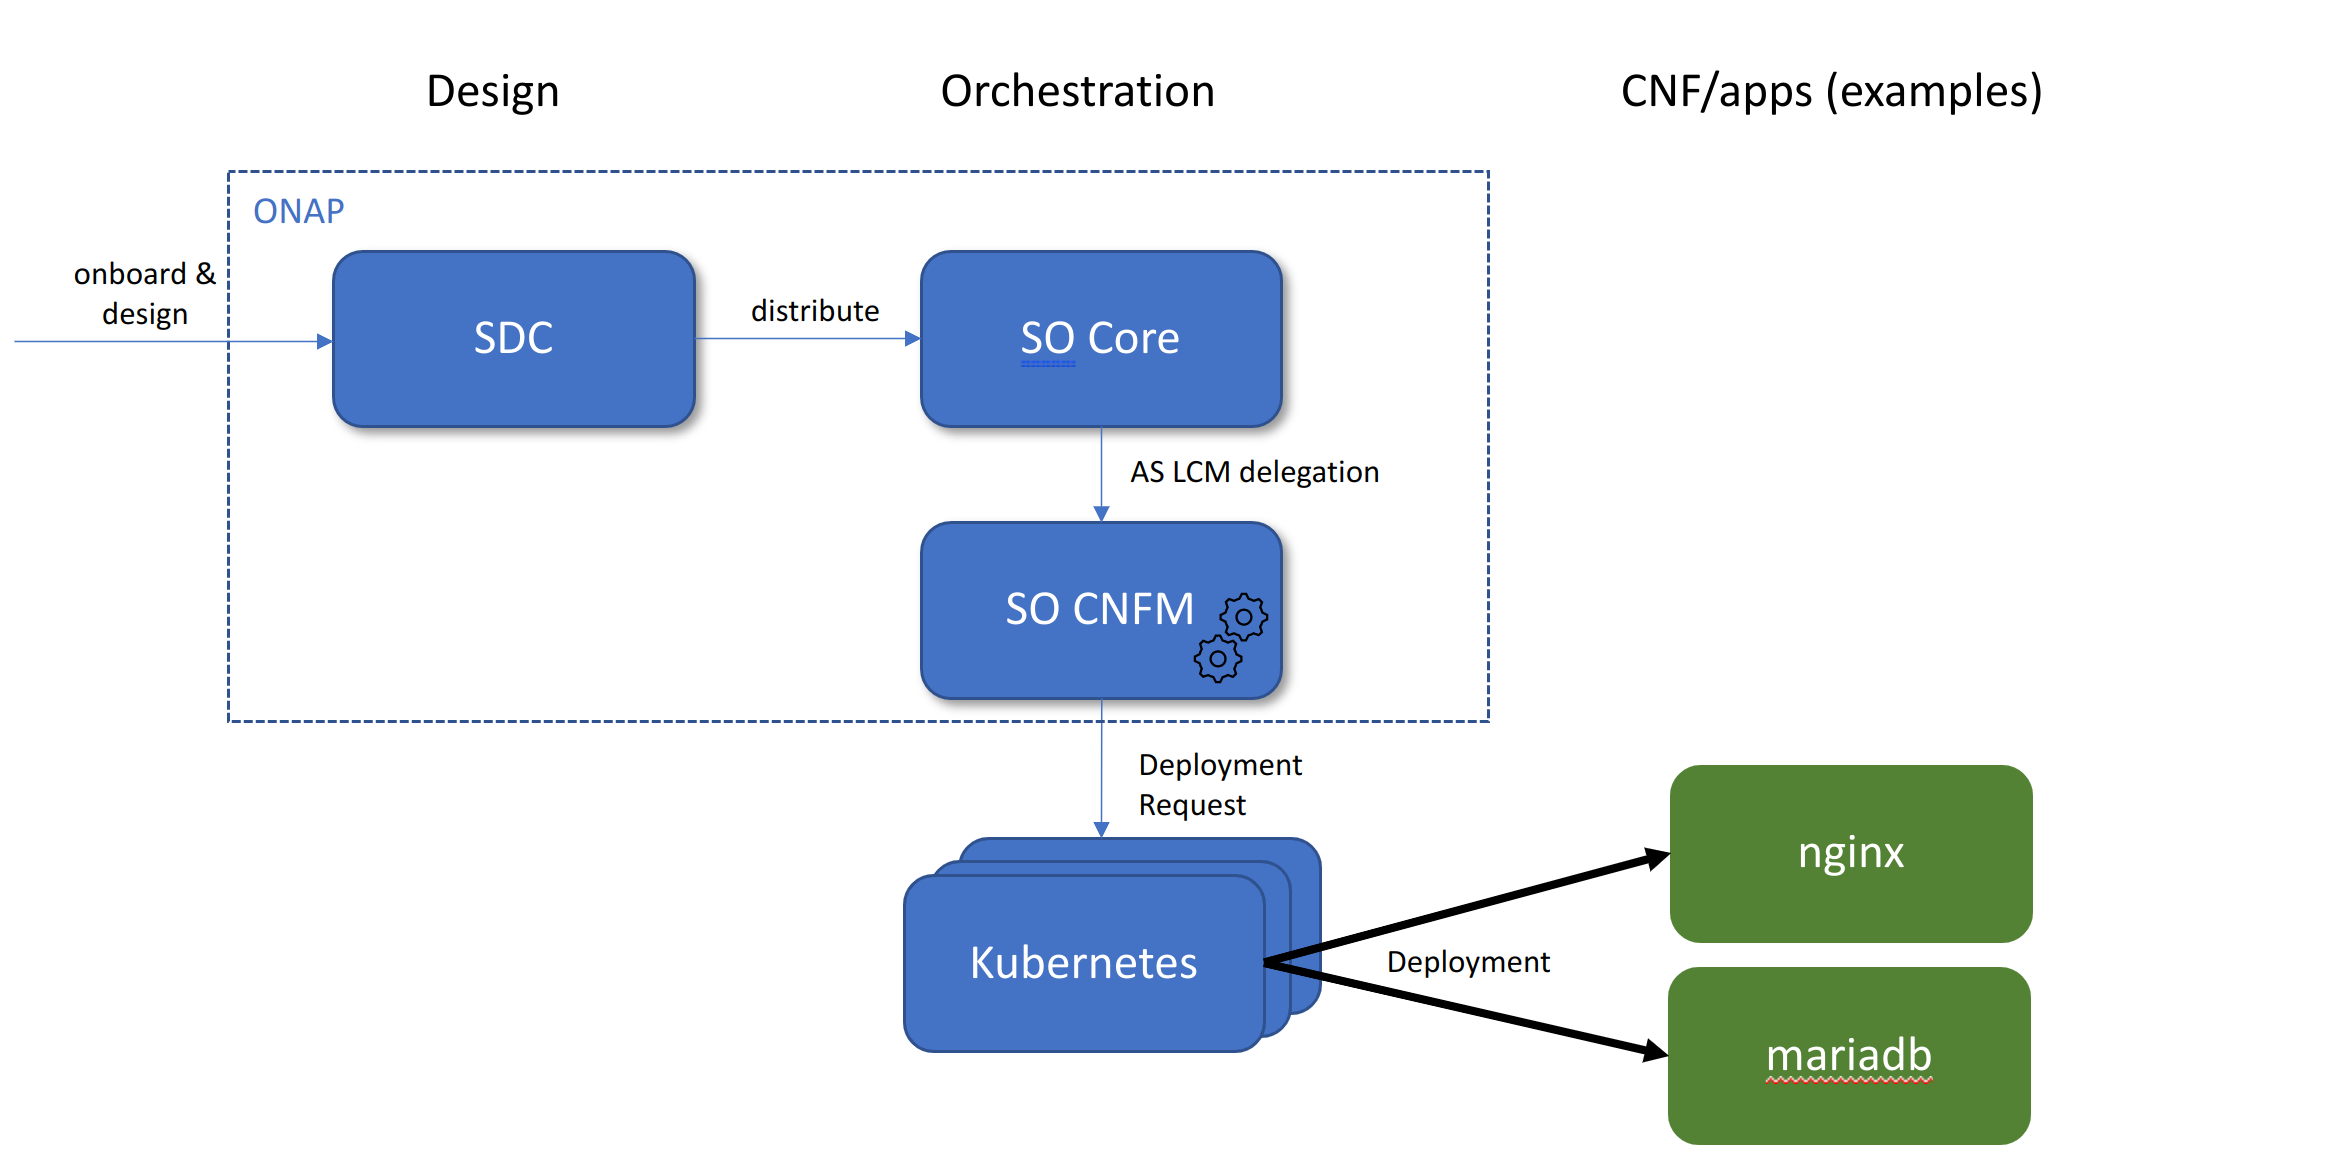 Design
Orchestration
CNF/apps (examples)
ONAP
onboard &
design
SDC
distribute
SO Core
AS LCM delegation
SO CNFM
Deployment
Request
Kubernetes
Deployment
nginx
mariadb